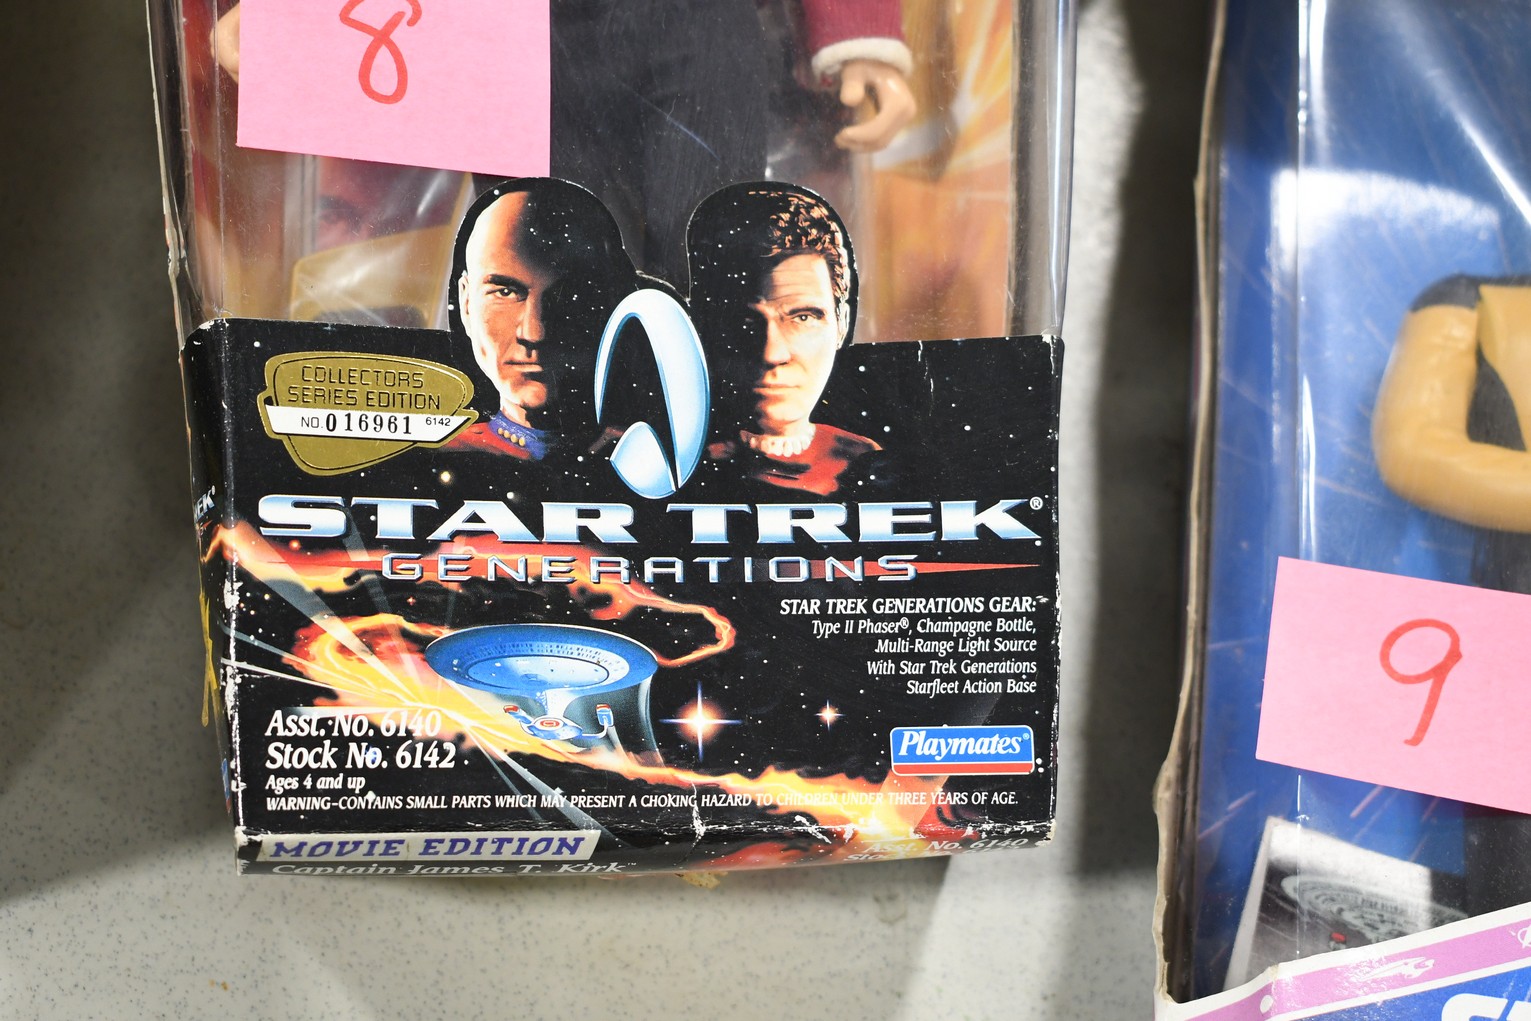 8
COLLECTORS
SERIES EDITION
NO. 016961 6142
STAR TREK®
GENERATIONS
STAR TREK GENERATIONS GEAR:
Type II Phaser®, Champagne Bottle,
Multi-Range Light Source
With Star Trek Generations
Starfleet Action Base
Asst. No. 6140
Stock No. 6142
Ages 4 and up
WARNING-CONTAINS SMALL PARTS WHICH MAY PRESENT A CHOKING HAZARD TO CHILDREN UNDER THREE YEARS OF AGE.
Playmates®
MOVIE EDITION
Captain James T. Kirk™
Asst. No. 6140
9